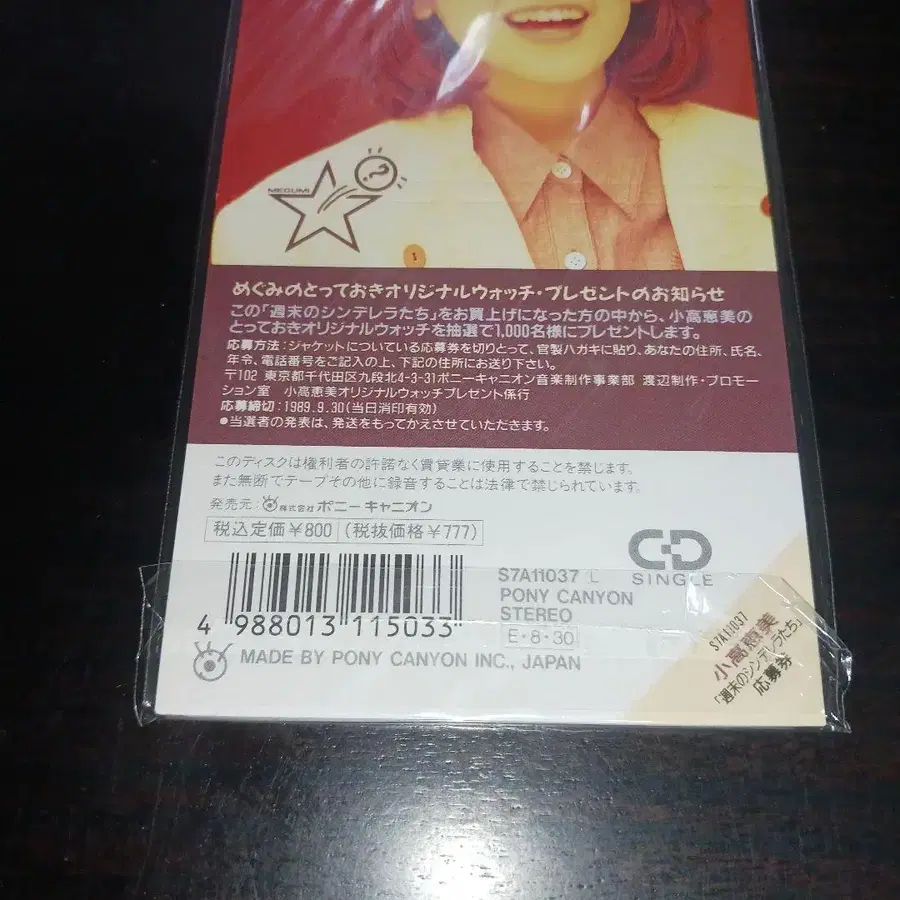 MEGUMI
?
めぐみのとっておきオリジナルウォッチ・プレゼントのお知らせ
この「週末のシンデレラたち」をお買上げになった方の中から、小高恵美の
とっておきオリジナルウォッチを抽選で1,000名様にプレゼントします。
応募方法:ジャケットについている応募券を切りとって、官製ハガキに貼り、あなたの住所、氏名、
年令、電話番号をご記入の上、下記の住所にお送り下さい。
〒102 東京都千代田区九段北4-3-31ポニーキャニオン音楽制作事業部 渡辺制作・プロモー
ション室 小高恵美オリジナルウォッチプレゼント係行
応募締切:1989.9.30(当日消印有効)
●当選者の発表は、発送をもってかえさせていただきます。
このディスクは権利者の許諾なく賃貸業に使用することを禁じます。
また無断でテープその他に録音することは法律で禁じられています。
発売元:株式会社ポニーキャニオン
税込定価¥800 (税抜価格¥777)
CD
SINGLE
S7A11037 L
PONY CANYON
STEREO
E・8・30
4 988013 115033
MADE BY PONY CANYON INC., JAPAN
S7A11037
小高恵美
「週末のシンデレラたち」
応募券